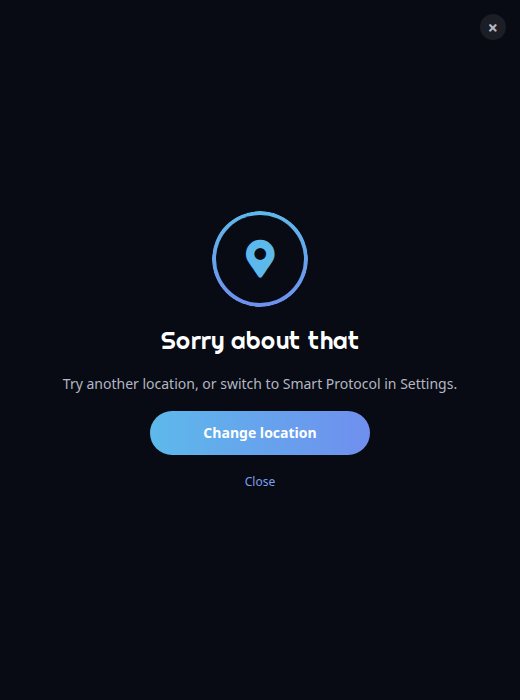 Sorry about that
Try another location, or switch to Smart Protocol in Settings.
Change location
Close